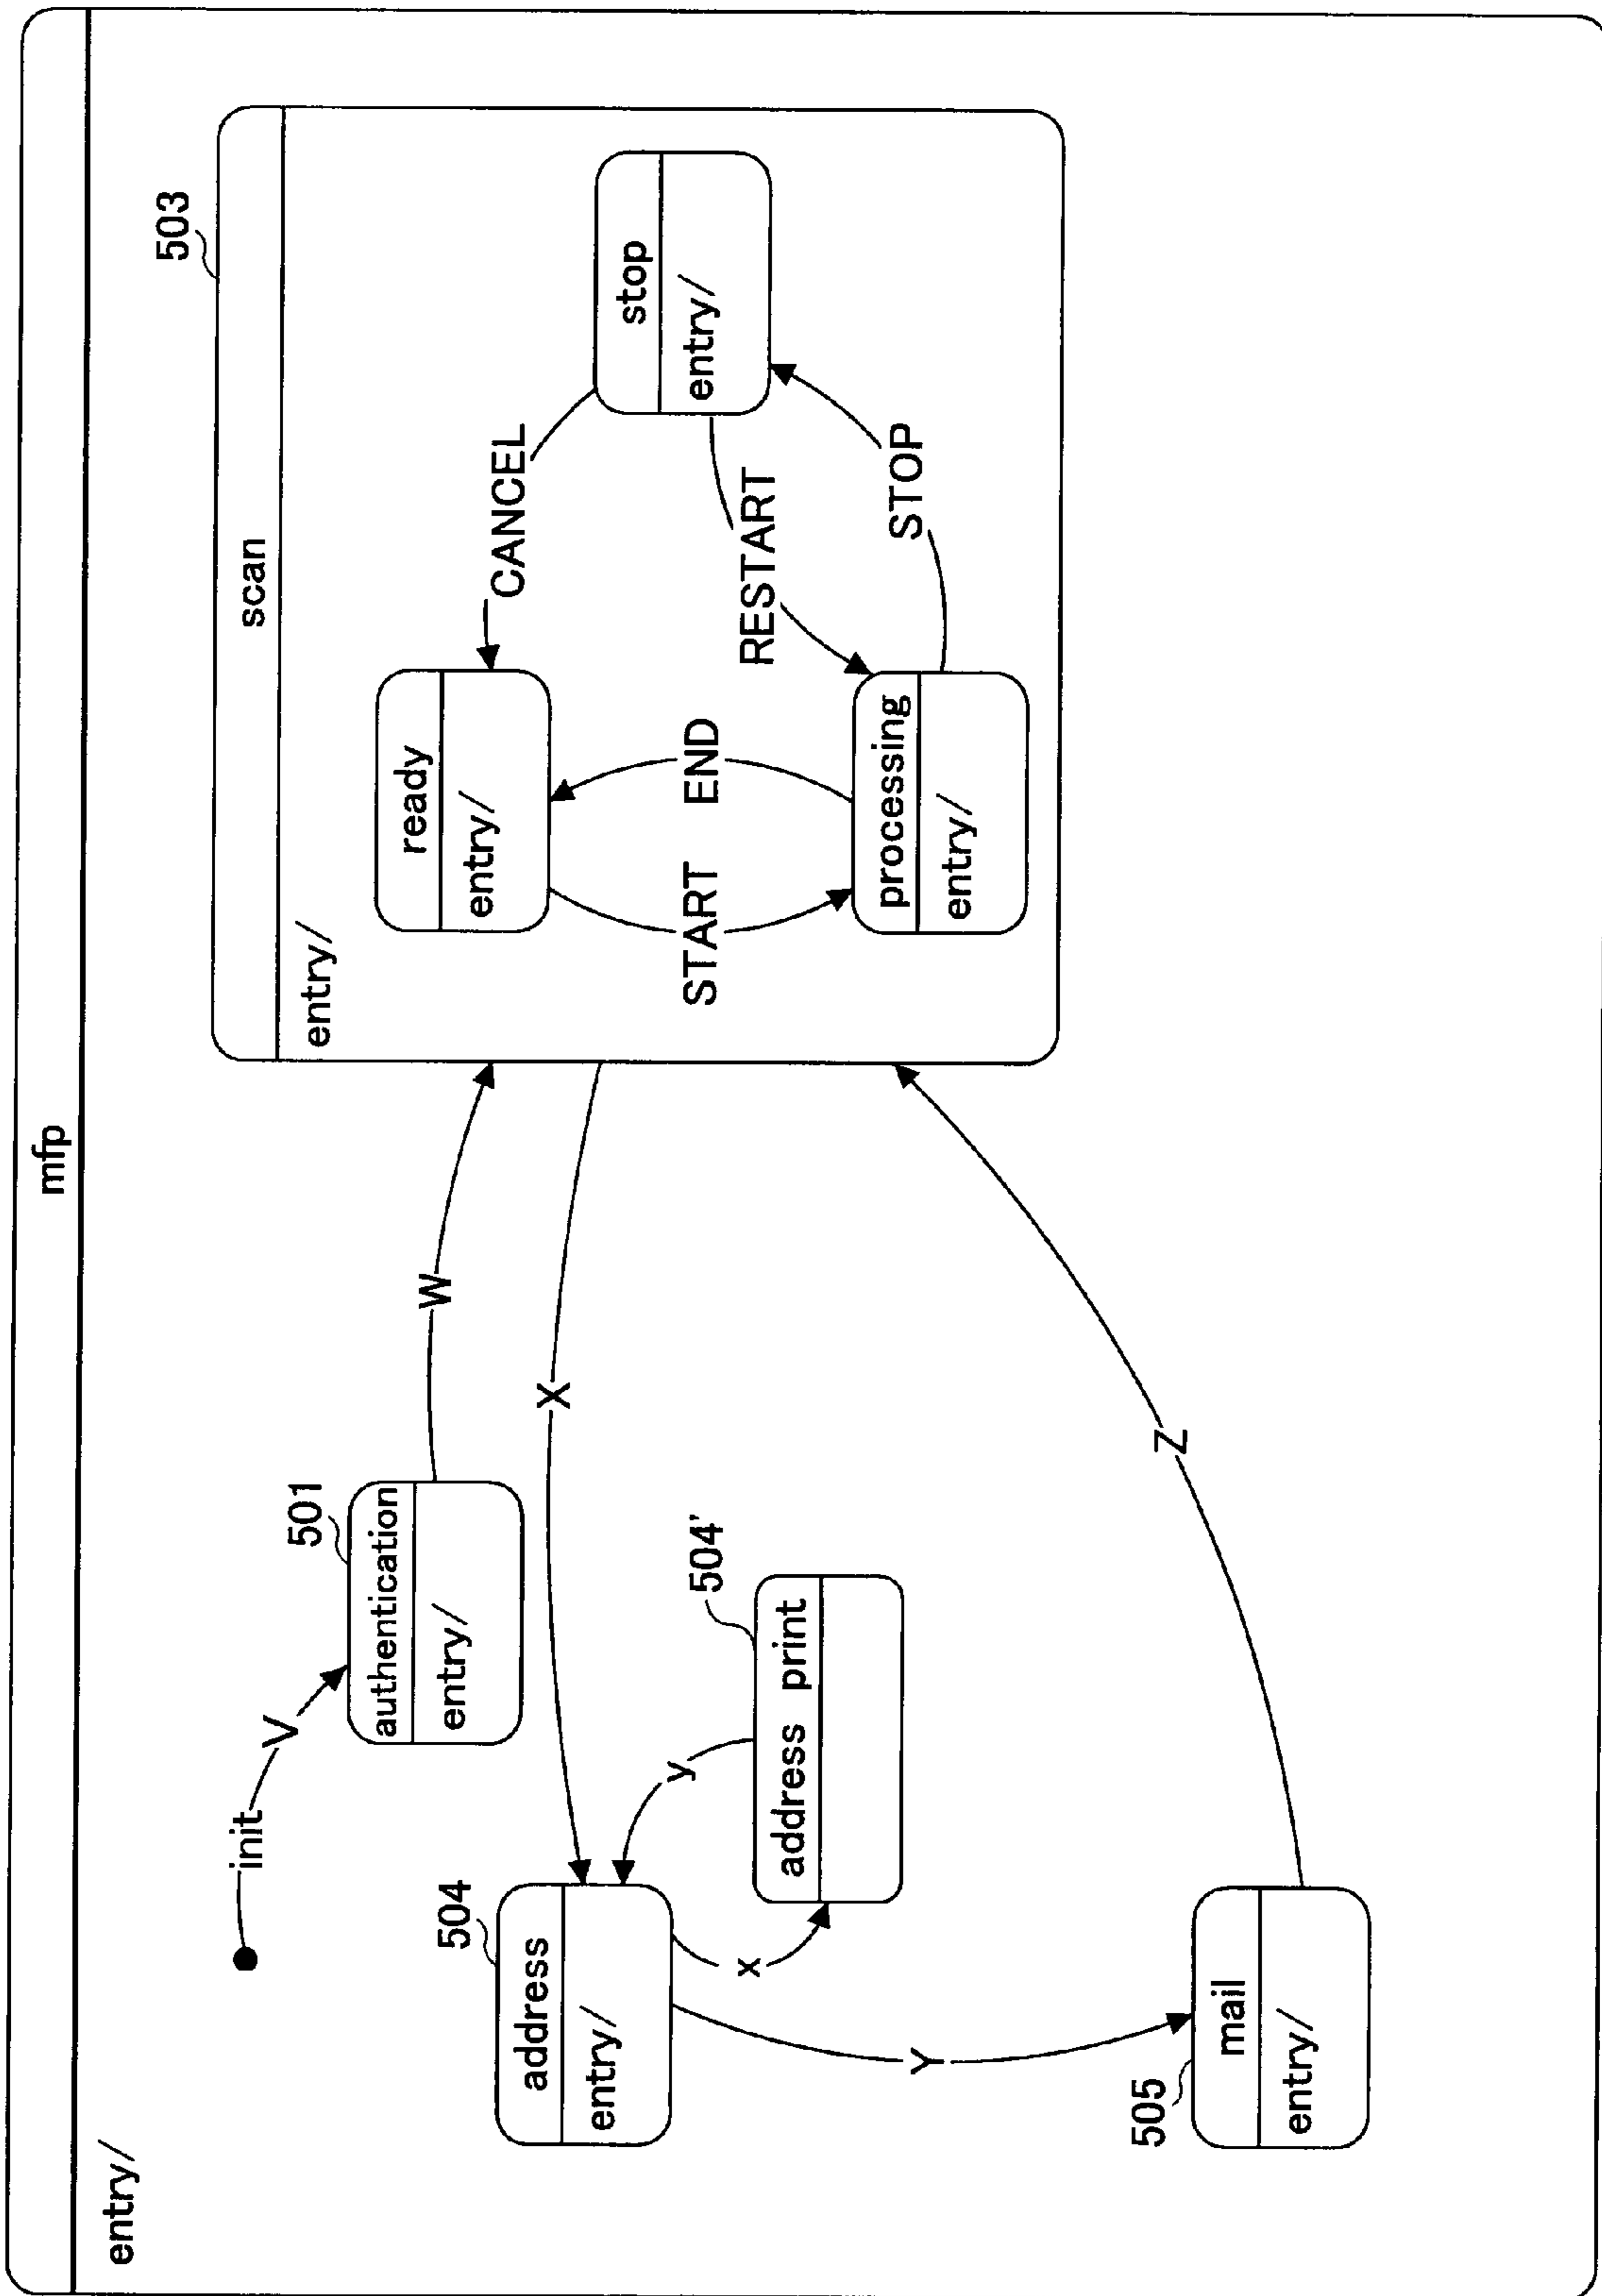 mfp
entry/
init
V
501
authentication
entry/
W
503
scan
entry/
ready
entry/
CANCEL
stop
entry/
START
END
RESTART
STOP
processing
entry/
X
504
address
entry/
y
x
504'
address print
Y
Z
505
mail
entry/